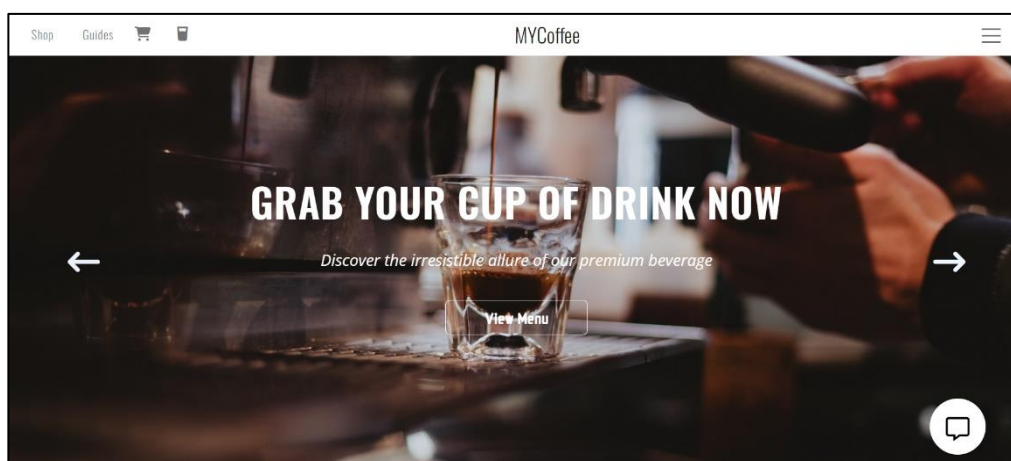 Shop Guides MYCoffee
GRAB YOUR CUP OF DRINK NOW
Discover the irresistible allure of our premium beverage
View Menu